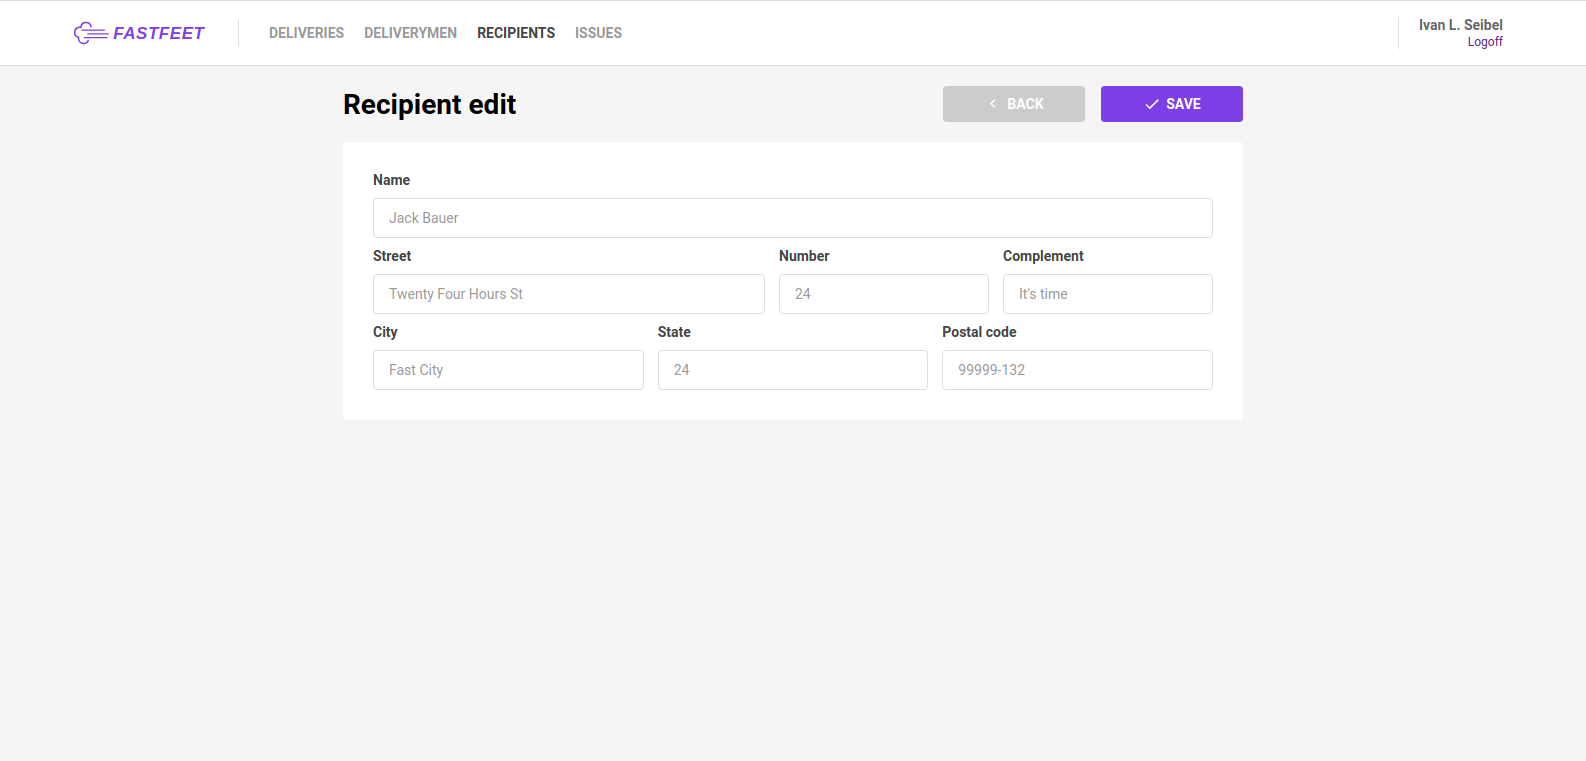 FASTFEET DELIVERIES DELIVERYMEN RECIPIENTS ISSUES Ivan L. Seibel
Logoff
Recipient edit BACK SAVE
Name
Jack Bauer
Street Number Complement
Twenty Four Hours St 24 It's time
City State Postal code
Fast City 24 99999-132